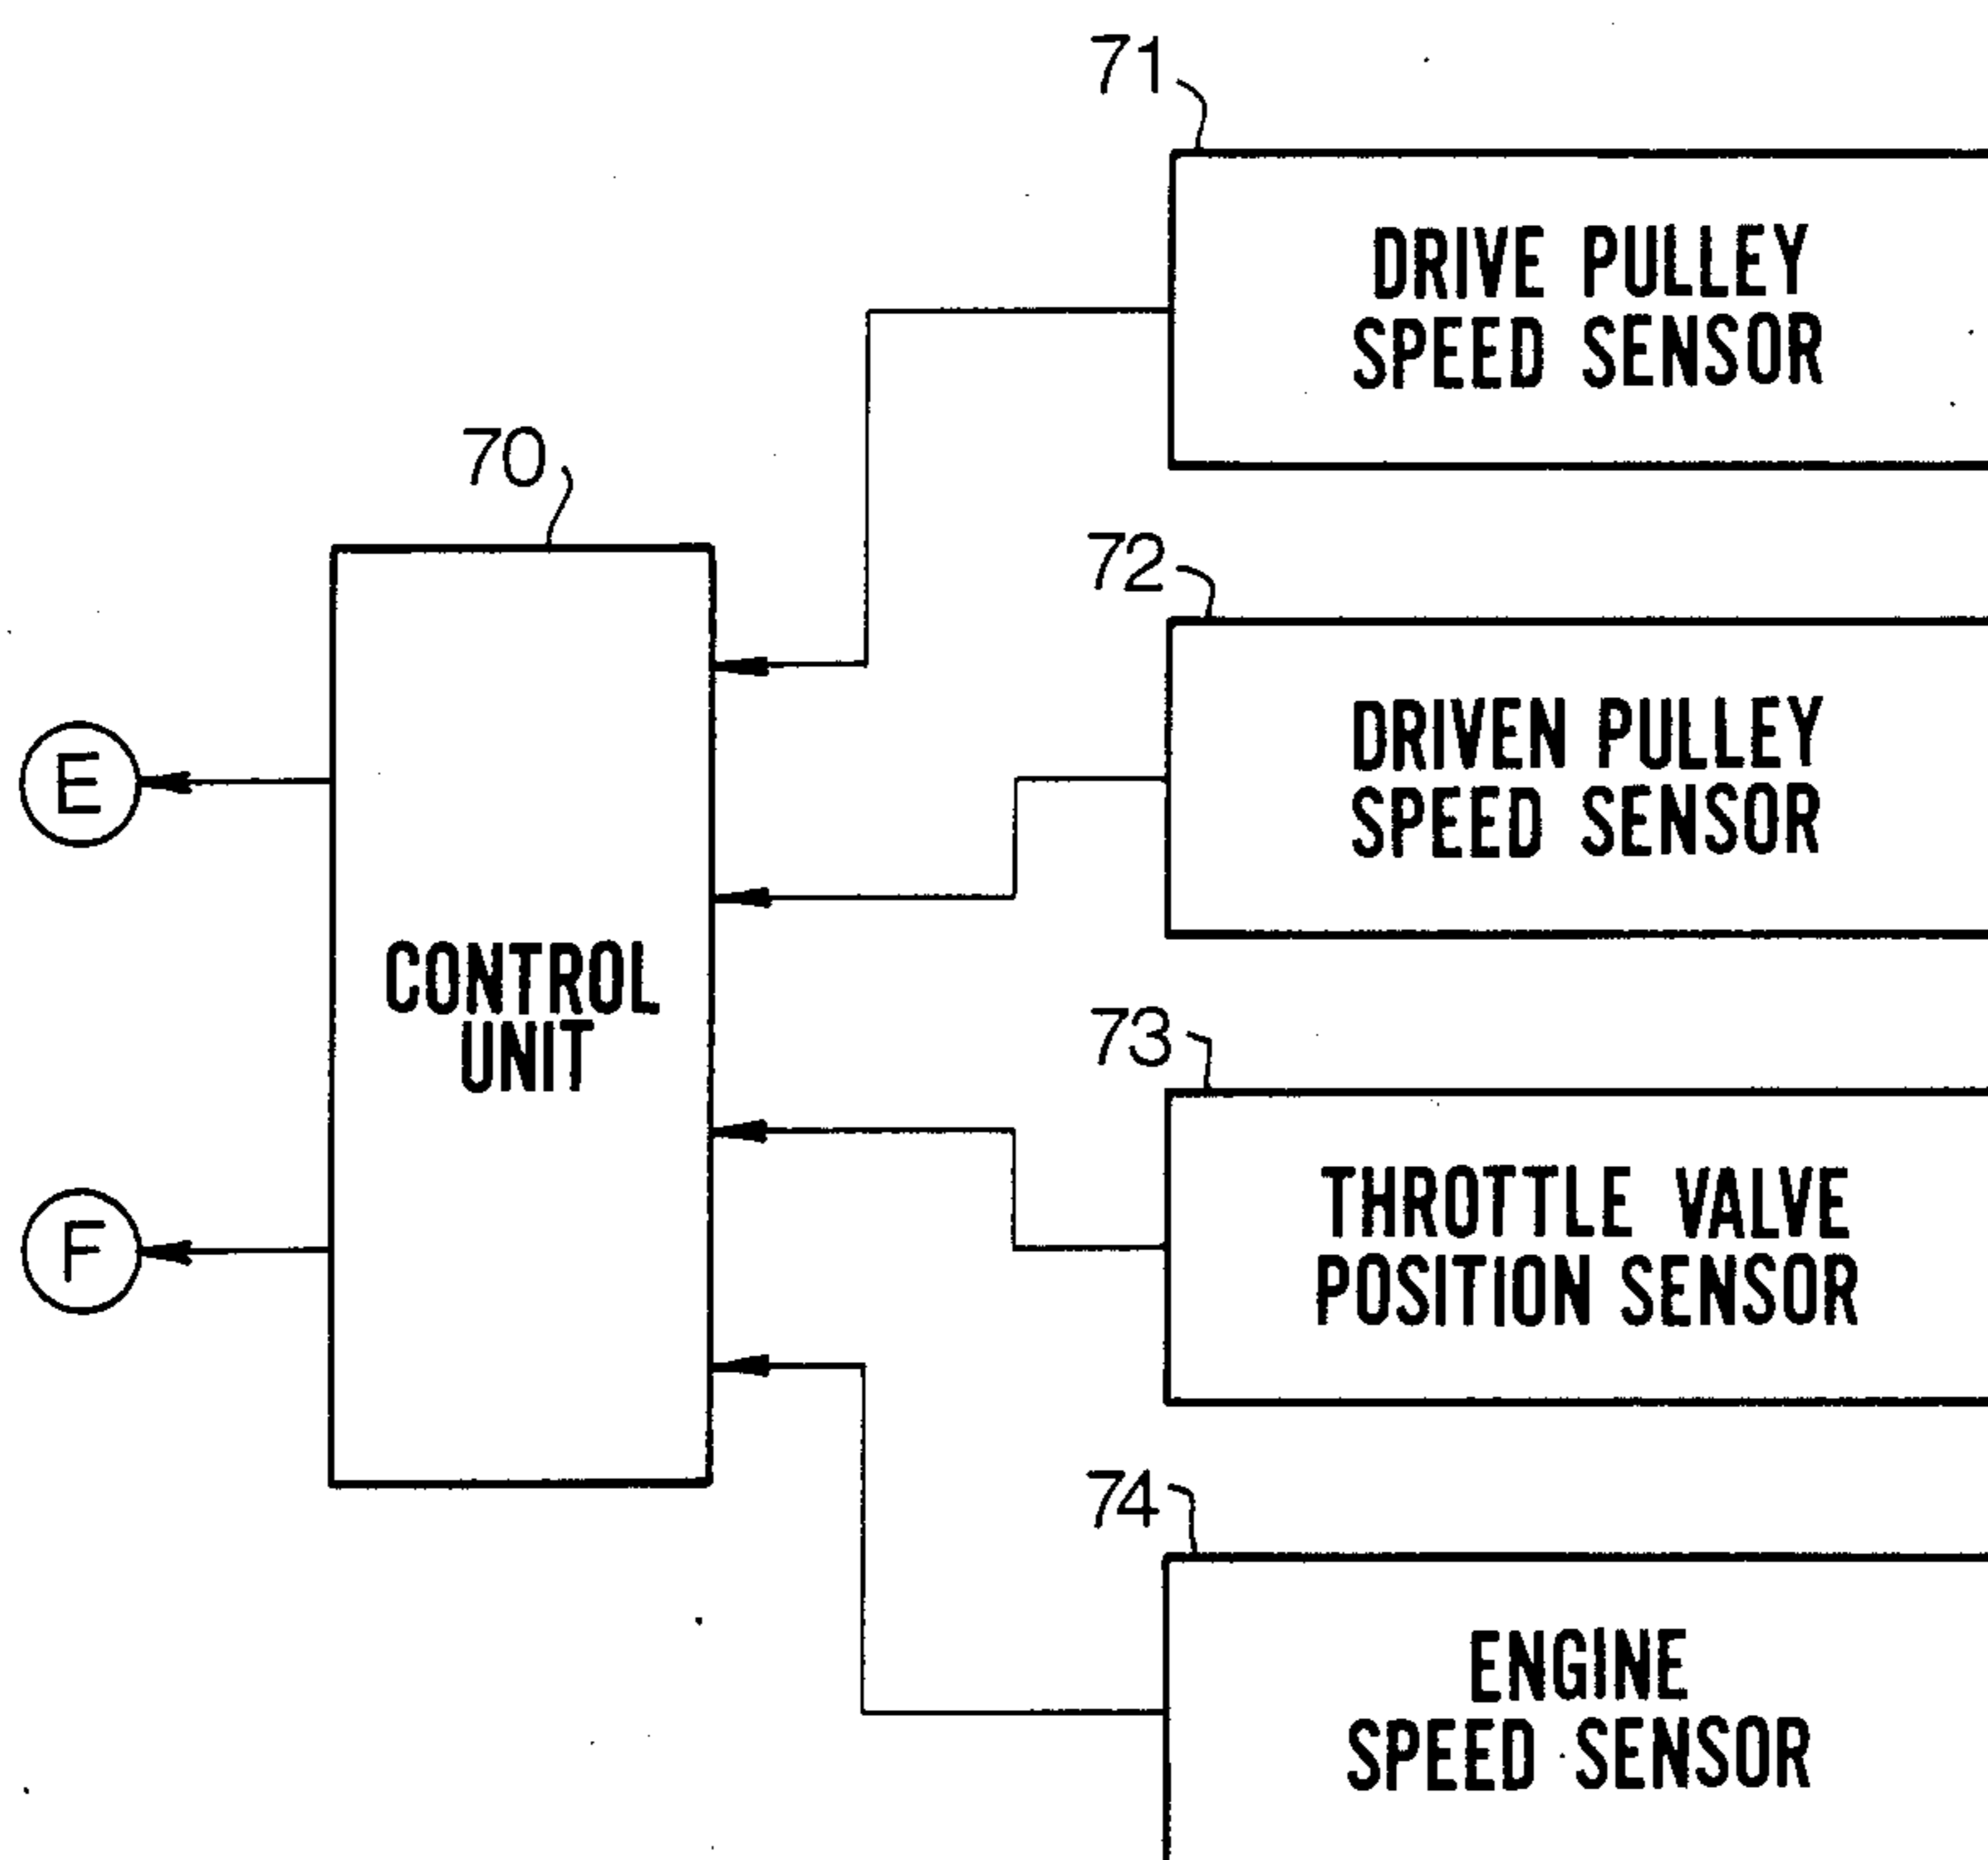 71
DRIVE PULLEY
SPEED SENSOR
70
72
DRIVEN PULLEY
SPEED SENSOR
E
CONTROL
UNIT
73
THROTTLE VALVE
POSITION SENSOR
F
74
ENGINE
SPEED SENSOR